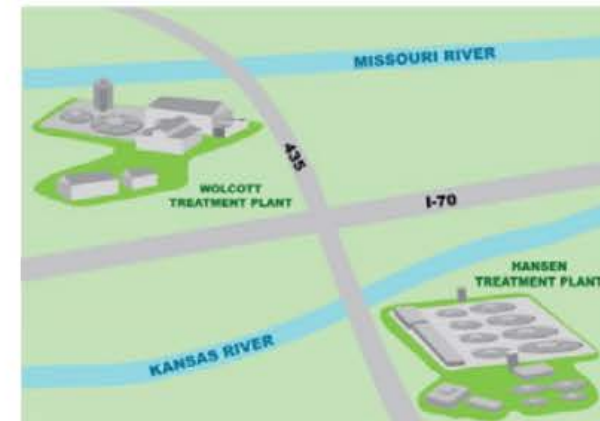 MISSOURI RIVER
435
WOLCOTT
TREATMENT PLANT
I-70
HANSEN
TREATMENT PLANT
KANSAS RIVER